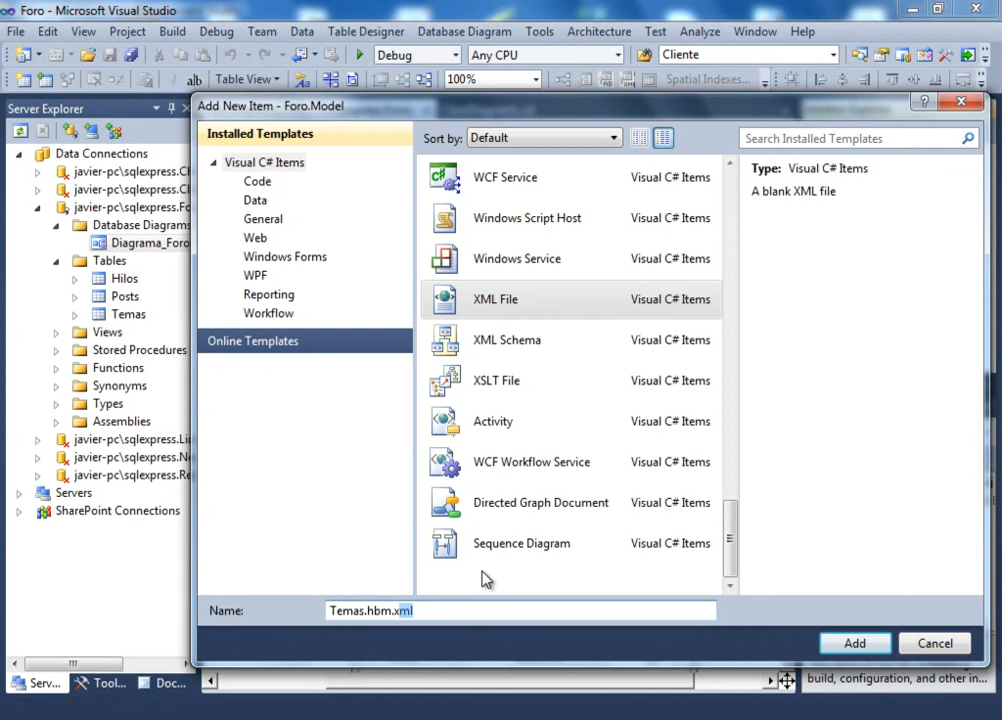 Foro - Microsoft Visual Studio
File Edit View Project Build Debug Team Data Table Designer Database Diagram Tools Architecture Test Analyze Window Help
Debug Any CPU Cliente
ab Table View 100% Spatial Indexes...
Server Explorer
Add New Item - Foro.Model
Installed Templates
Sort by: Default
Search Installed Templates
Data Connections
javier-pc\sqlexpress.Cl
javier-pc\sqlexpress.Cl
javier-pc\sqlexpress.Fo
Database Diagrams
Diagrama_Foro
Tables
Hilos
Posts
Temas
Views
Stored Procedures
Functions
Synonyms
Types
Assemblies
javier-pc\sqlexpress.Li
javier-pc\sqlexpress.N
javier-pc\sqlexpress.Re
Servers
SharePoint Connections
Visual C# Items
Code
Data
General
Web
Windows Forms
WPF
Reporting
Workflow
Online Templates
WCF Service Visual C# Items
Windows Script Host Visual C# Items
Windows Service Visual C# Items
XML File Visual C# Items
XML Schema Visual C# Items
XSLT File Visual C# Items
Activity Visual C# Items
WCF Workflow Service Visual C# Items
Directed Graph Document Visual C# Items
Sequence Diagram Visual C# Items
Type: Visual C# Items
A blank XML file
Name: Temas.hbm.xml
Add Cancel
Serv... Tool... Doc...
build, configuration, and other in...